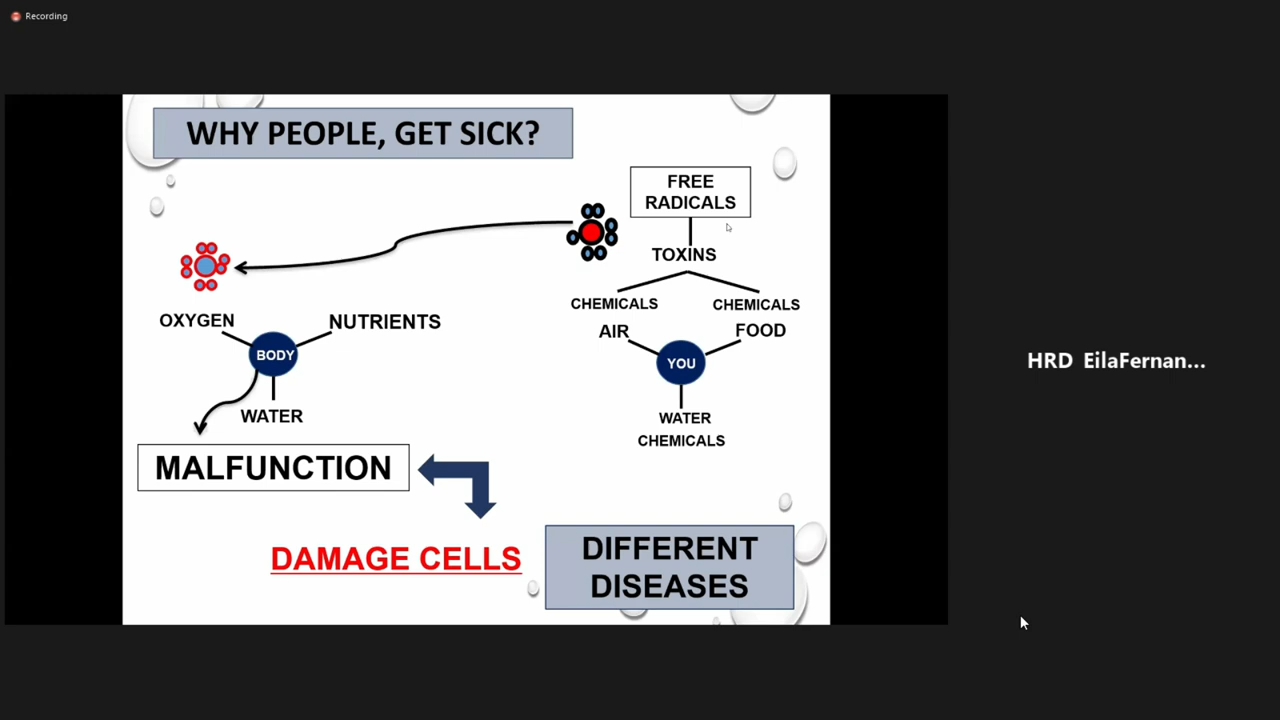 Recording
WHY PEOPLE, GET SICK?
FREE
RADICALS
TOXINS
CHEMICALS
CHEMICALS
AIR
FOOD
YOU
WATER
CHEMICALS
OXYGEN
NUTRIENTS
BODY
WATER
MALFUNCTION
DAMAGE CELLS
DIFFERENT
DISEASES
HRD EilaFernan...